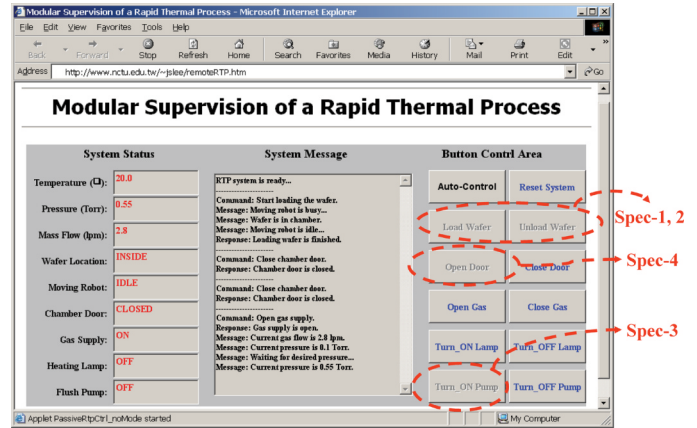 Modular Supervision of a Rapid Thermal Process - Microsoft Internet Explorer
File Edit View Favorites Tools Help
Back Forward Stop Refresh Home Search Favorites Media History Mail Print Edit
Address http://www.nctu.edu.tw/~jslee/remoteRTP.htm Go
Modular Supervision of a Rapid Thermal Process
System Status
Temperature (❏): 20.0
Pressure (Torr): 0.55
Mass Flow (lpm): 2.8
Wafer Location: INSIDE
Moving Robot: IDLE
Chamber Door: CLOSED
Gas Supply: ON
Heating Lamp: OFF
Flush Pump: OFF
System Message
RTP system is ready...
----------------------
Command: Start loading the wafer.
Message: Moving robot is busy...
Message: Wafer is in chamber.
Message: Moving robot is idle...
Response: Loading wafer is finished.
----------------------
Command: Close chamber door.
Response: Chamber door is closed.
----------------------
Command: Close chamber door.
Response: Chamber door is closed.
----------------------
Command: Open gas supply.
Response: Gas supply is open.
Message: Current gas flow is 2.8 lpm.
Message: Current pressure is 0.1 Torr.
Message: Waiting for desired pressure...
Message: Current pressure is 0.55 Torr.
Button Contrl Area
Auto-Control Reset System
Load Wafer Unload Wafer
Open Door Close Door
Open Gas Close Gas
Turn_ON Lamp Turn_OFF Lamp
Turn_ON Pump Turn_OFF Pump
Spec-1, 2
Spec-4
Spec-3
Applet PassiveRtpCtrl_noMode started My Computer